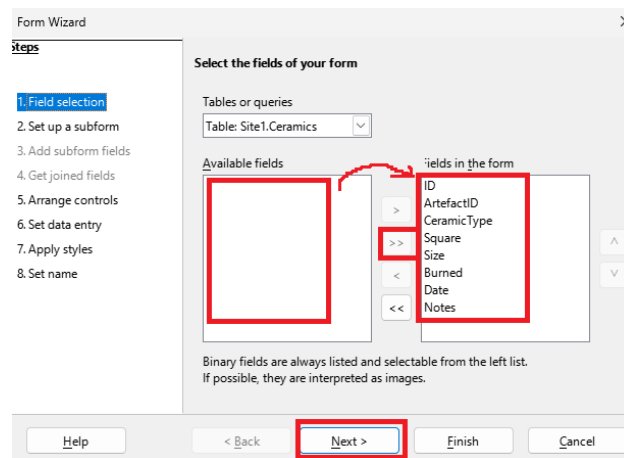 Form Wizard
Steps
Select the fields of your form
1. Field selection
2. Set up a subform
3. Add subform fields
4. Get joined fields
5. Arrange controls
6. Set data entry
7. Apply styles
8. Set name
Tables or queries
Table: Site1.Ceramics
Available fields
Fields in the form
ID
ArtefactID
CeramicType
Square
Size
Burned
Date
Notes
>
>>
<
<<
Binary fields are always listed and selectable from the left list.
If possible, they are interpreted as images.
Help
< Back
Next >
Finish
Cancel